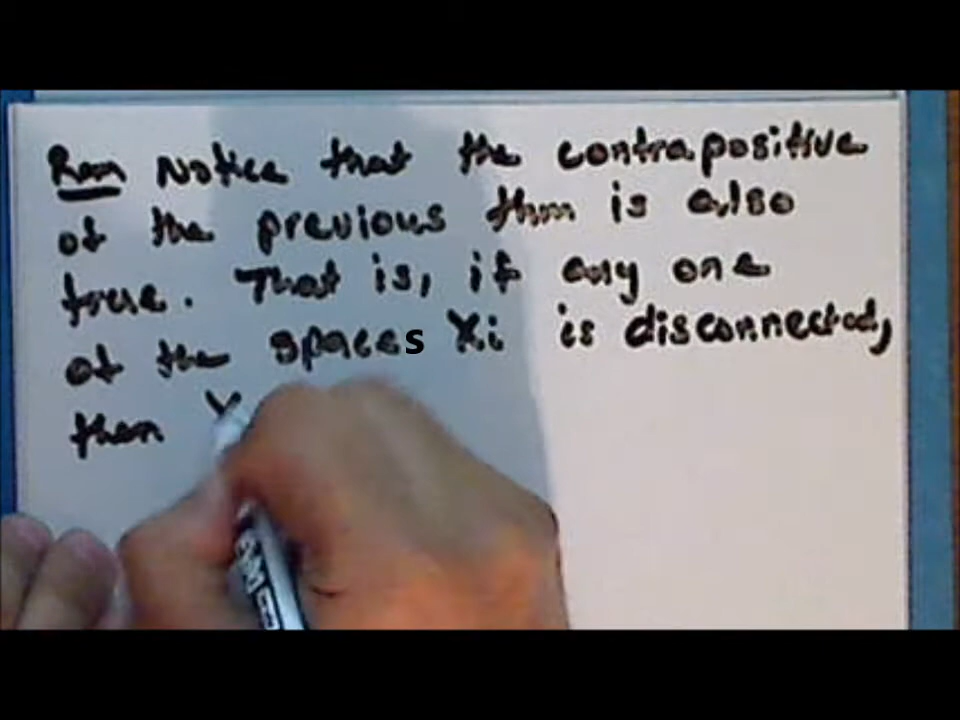 Rem Notice that the contrapositive
of the previous thm is also
true. That is, if any one
of the spaces Xi is disconnected,
then X